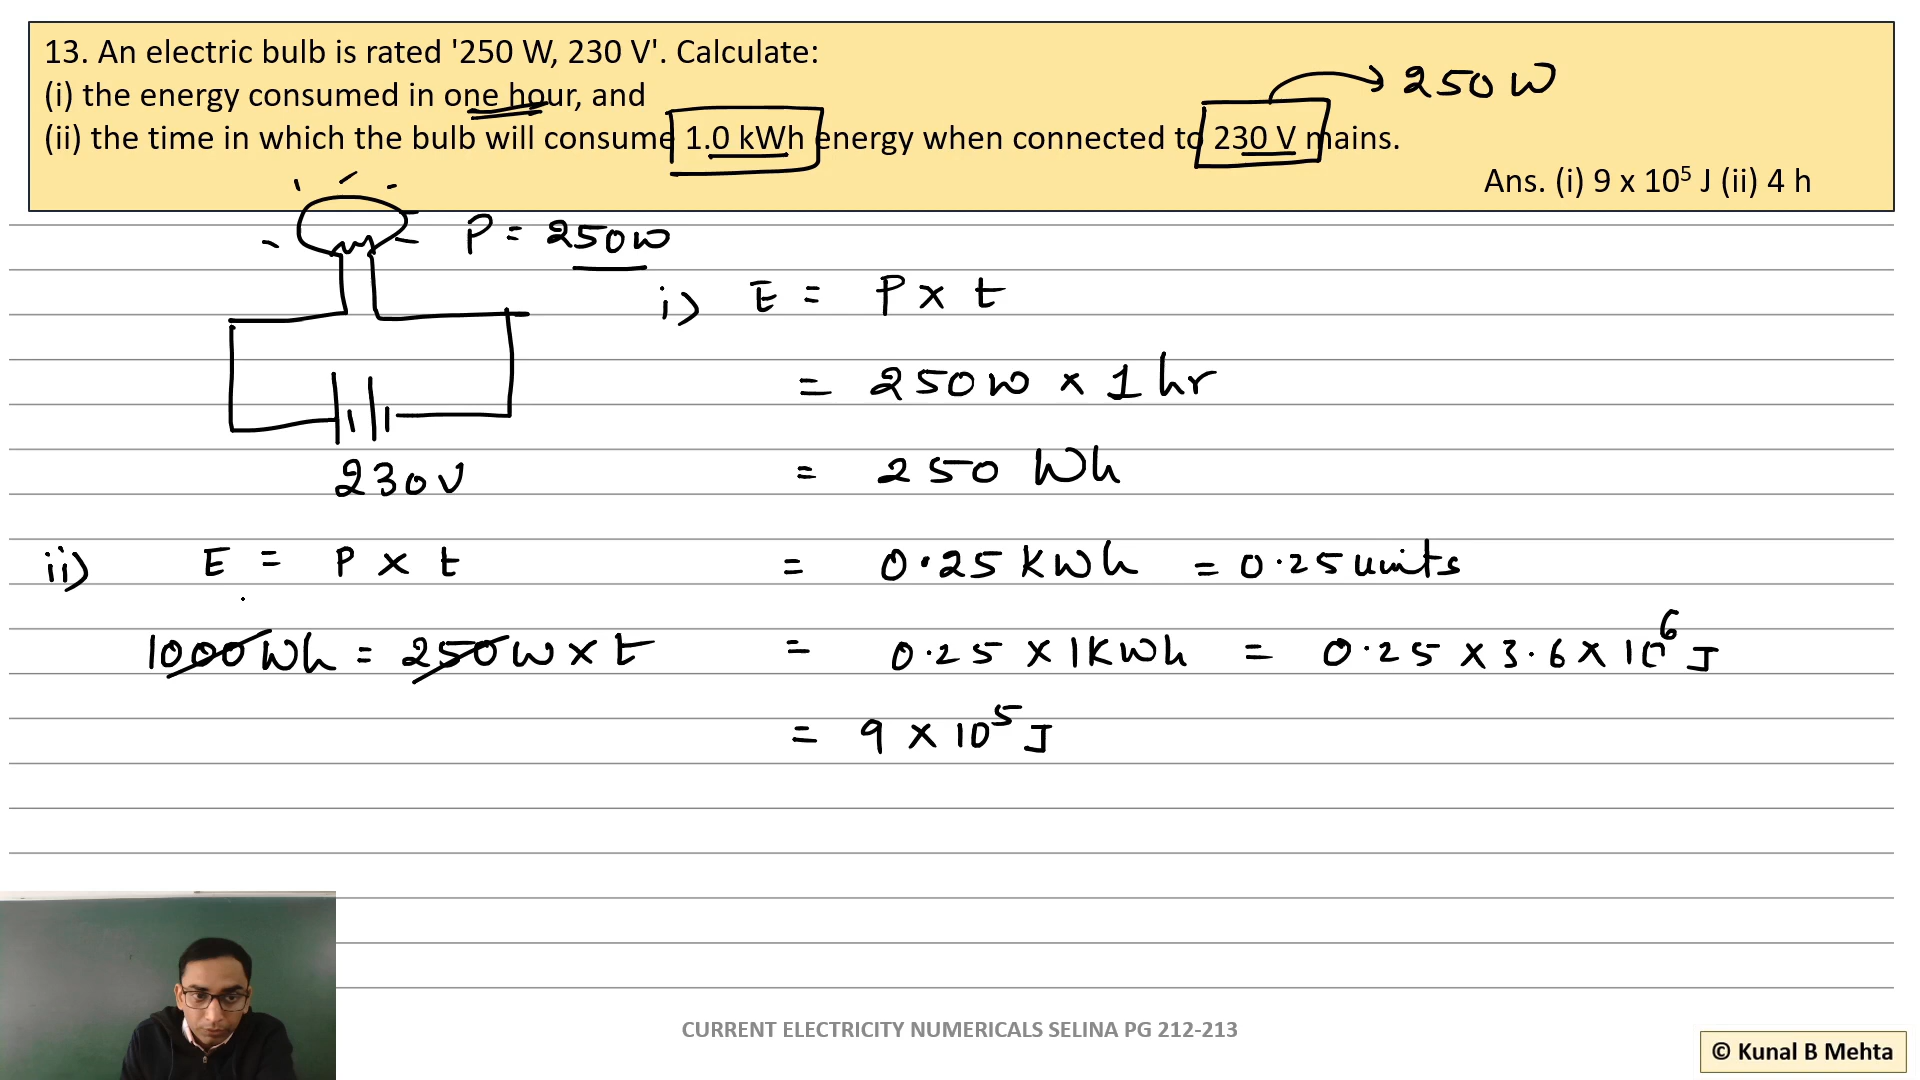 13. An electric bulb is rated '250 W, 230 V'. Calculate:
(i) the energy consumed in one hour, and
(ii) the time in which the bulb will consume 1.0 kWh energy when connected to 230 V mains.
→ 250 W
Ans. (i) 9 x 10⁵ J (ii) 4 h
P = 250W
230V
i) E = P × t
= 250W × 1 hr
= 250 Wh
= 0.25 KWh = 0.25 units
= 0.25 × 1KWh = 0.25 × 3.6 × 10⁶ J
= 9 × 10⁵ J
ii) E = P × t
1000Wh = 250W × t
CURRENT ELECTRICITY NUMERICALS SELINA PG 212-213
© Kunal B Mehta